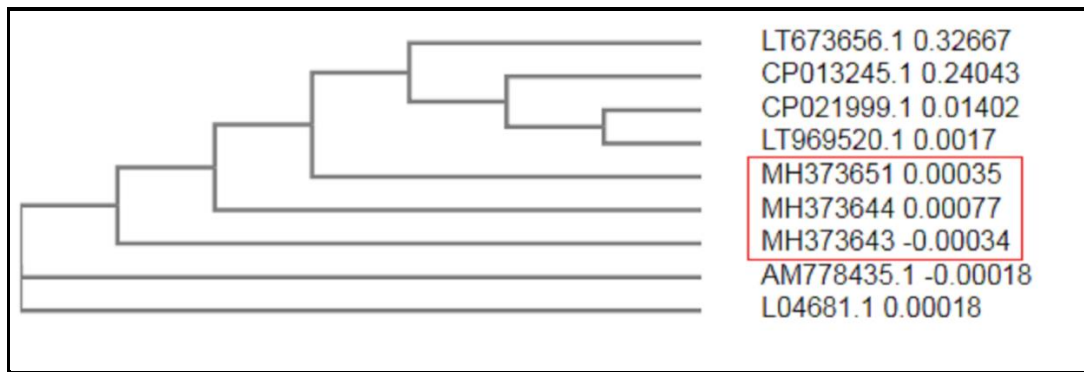 LT673656.1 0.32667
CP013245.1 0.24043
CP021999.1 0.01402
LT969520.1 0.0017
MH373651 0.00035
MH373644 0.00077
MH373643 -0.00034
AM778435.1 -0.00018
L04681.1 0.00018